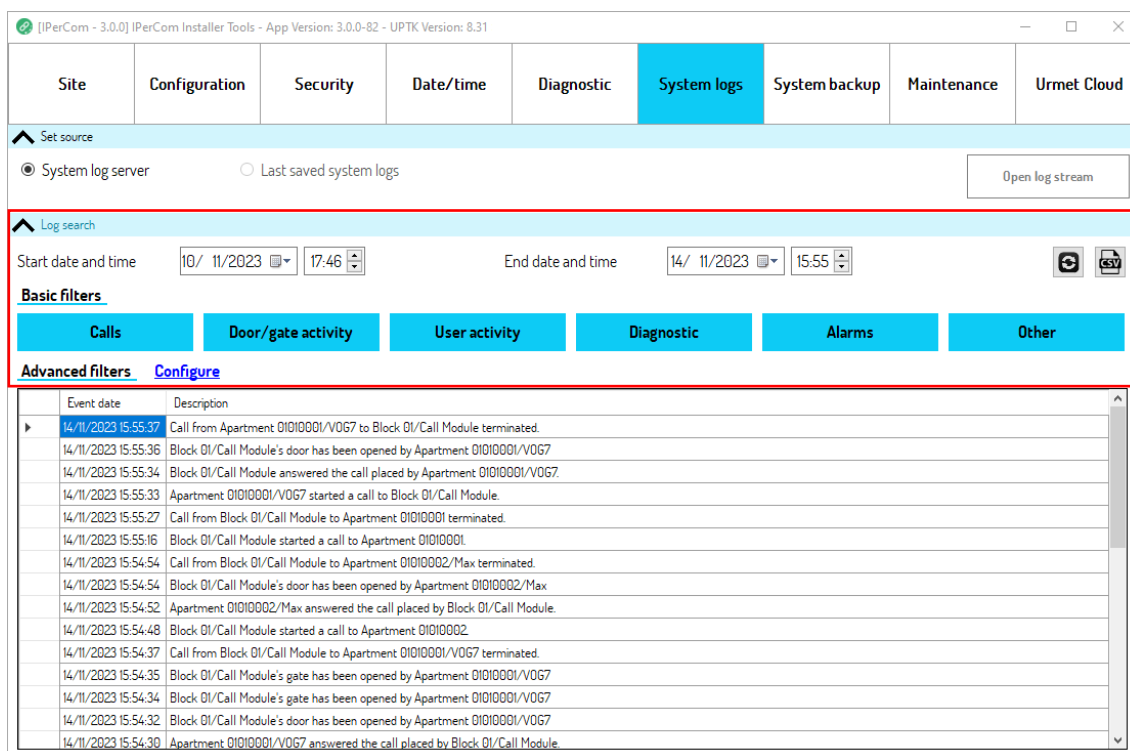 [IPerCom - 3.0.0] IPerCom Installer Tools - App Version: 3.0.0-82 - UPTK Version: 8.31
Site Configuration Security Date/time Diagnostic System logs System backup Maintenance Urmet Cloud
Set source
System log server Last saved system logs Open log stream
Log search
Start date and time 10/ 11/2023 17:46 End date and time 14/ 11/2023 15:55 CSV
Basic filters
Calls Door/gate activity User activity Diagnostic Alarms Other
Advanced filters Configure
Event date Description
14/11/2023 15:55:37 Call from Apartment 01010001/VOG7 to Block 01/Call Module terminated.
14/11/2023 15:55:36 Block 01/Call Module's door has been opened by Apartment 01010001/VOG7
14/11/2023 15:55:34 Block 01/Call Module answered the call placed by Apartment 01010001/VOG7.
14/11/2023 15:55:33 Apartment 01010001/VOG7 started a call to Block 01/Call Module.
14/11/2023 15:55:27 Call from Block 01/Call Module to Apartment 01010001 terminated.
14/11/2023 15:55:16 Block 01/Call Module started a call to Apartment 01010001.
14/11/2023 15:54:54 Call from Block 01/Call Module to Apartment 01010002/Max terminated.
14/11/2023 15:54:54 Block 01/Call Module's door has been opened by Apartment 01010002/Max
14/11/2023 15:54:52 Apartment 01010002/Max answered the call placed by Block 01/Call Module.
14/11/2023 15:54:48 Block 01/Call Module started a call to Apartment 01010002.
14/11/2023 15:54:37 Call from Block 01/Call Module to Apartment 01010001/VOG7 terminated.
14/11/2023 15:54:35 Block 01/Call Module's gate has been opened by Apartment 01010001/VOG7
14/11/2023 15:54:34 Block 01/Call Module's gate has been opened by Apartment 01010001/VOG7
14/11/2023 15:54:32 Block 01/Call Module's door has been opened by Apartment 01010001/VOG7
14/11/2023 15:54:30 Apartment 01010001/VOG7 answered the call placed by Block 01/Call Module.